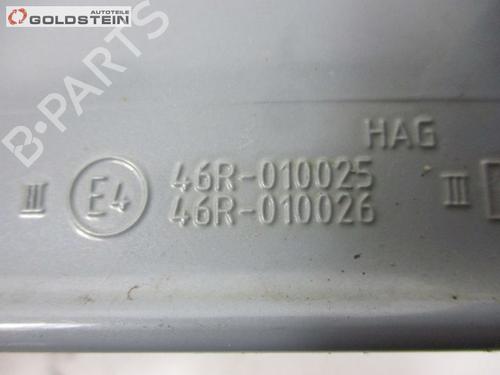 AUTOTEILE
GOLDSTEIN
B-PARTS
HAG
III E4 46R-010025 III
46R-010026